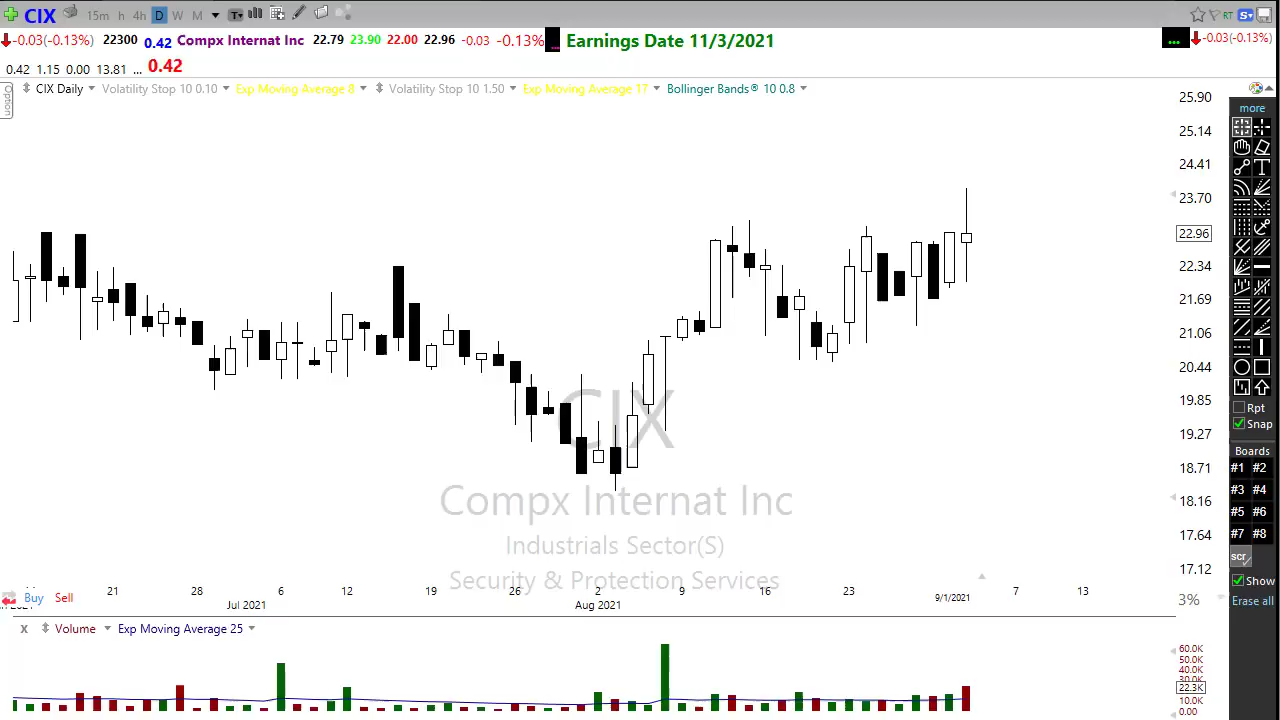 CIX 15m h 4h D W M T
-0.03(-0.13%) 22300 0.42 Compx Internat Inc 22.79 23.90 22.00 22.96 -0.03 -0.13% ... Earnings Date 11/3/2021 ... -0.03(-0.13%)
RT S
0.42 1.15 0.00 13.81 ... 0.42
Option
CIX Daily Volatility Stop 10 0.10 Exp Moving Average 8 Volatility Stop 10 1.50 Exp Moving Average 17 Bollinger Bands® 10 0.8
25.90
25.14
24.41
23.70
22.96
22.34
21.69
21.06
20.44
19.85
19.27
18.71
18.16
17.64
17.12
3%
more
T
Rpt
Snap
Boards
#1 #2
#3 #4
#5 #6
#7 #8
scr
Show
Erase all
CIX
Compx Internat Inc
Industrials Sector(S)
Security & Protection Services
21 28 6 12 19 26 2 9 16 23 9/1/2021 7 13
Jul 2021 Aug 2021
Buy Sell
X Volume Exp Moving Average 25
60.0K
50.0K
40.0K
30.0K
22.3K
10.0K
0.00